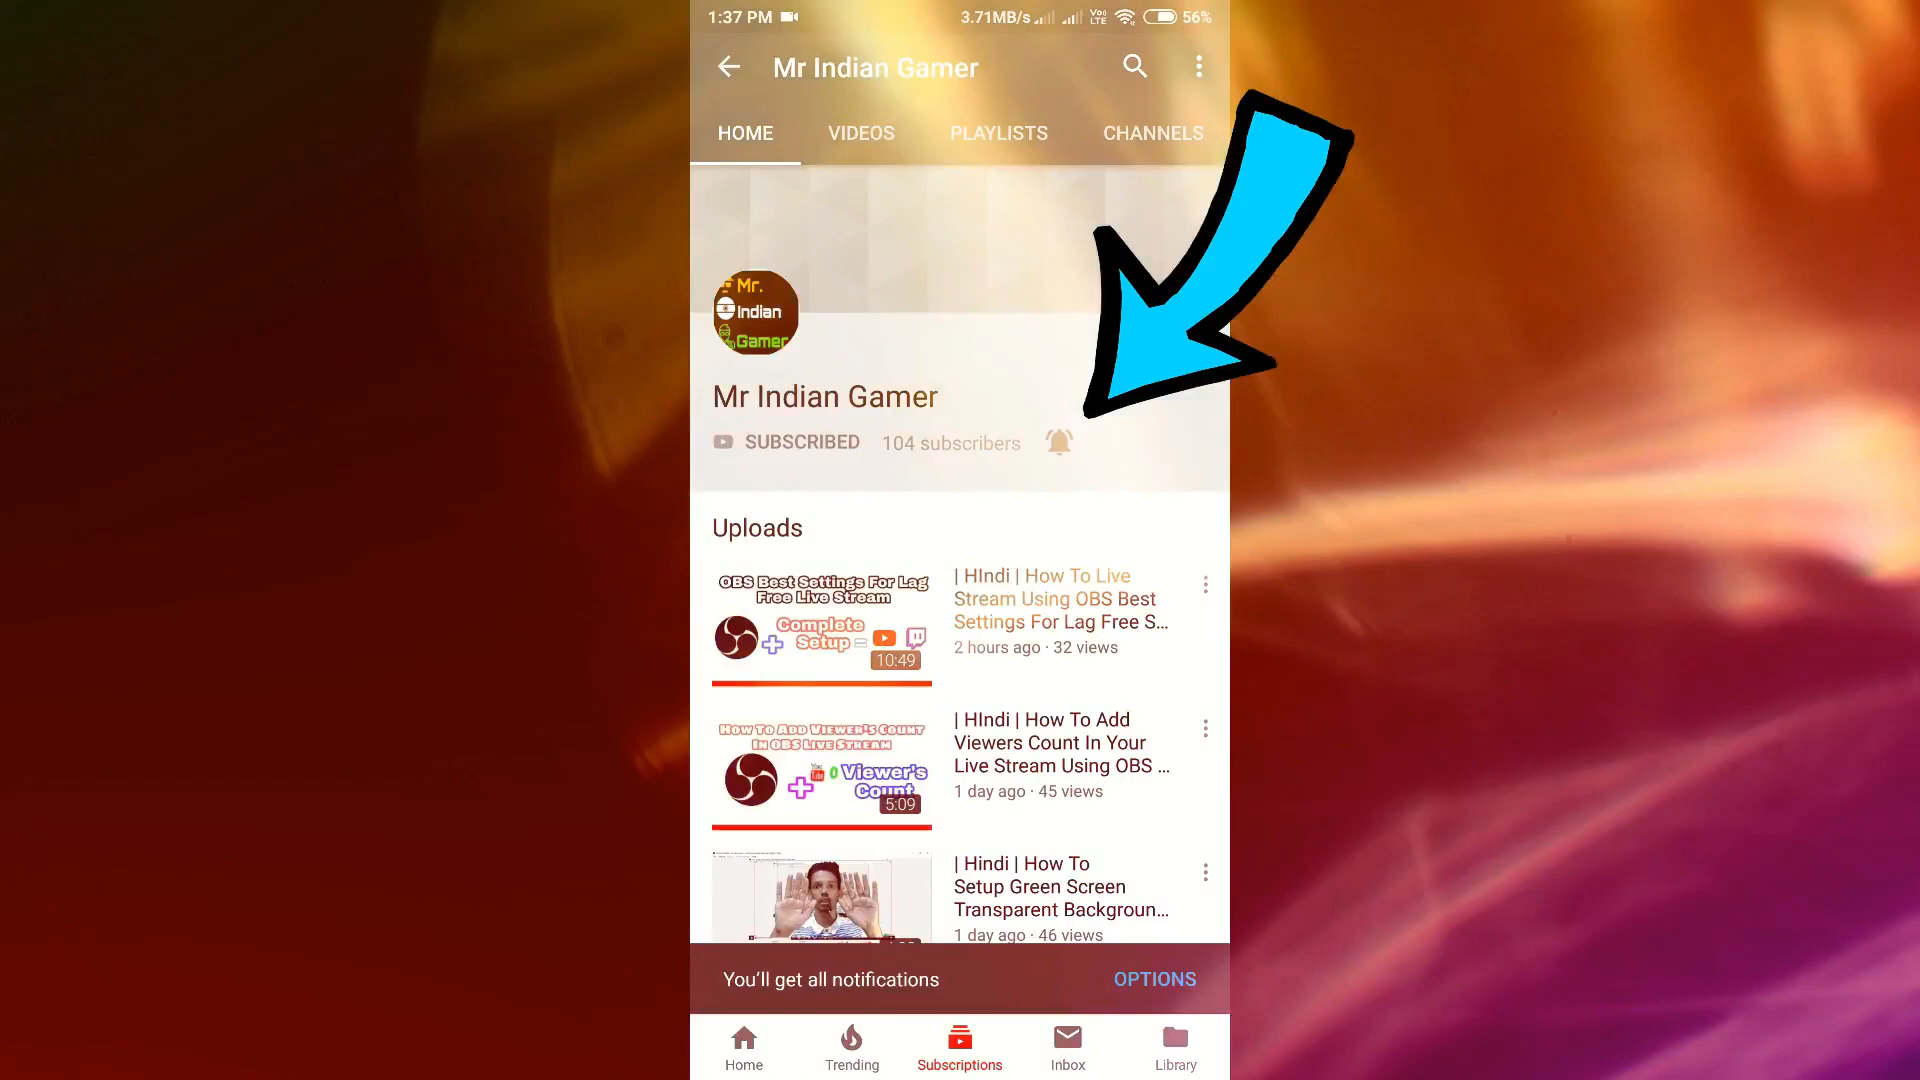 1:37 PM
3.71MB/s
Vo
LTE
56%
Mr Indian Gamer
HOME
VIDEOS
PLAYLISTS
CHANNELS
Mr.
Indian
Gamer
Mr Indian Gamer
SUBSCRIBED
104 subscribers
Uploads
OBS Best Settings For Lag
Free Live Stream
Complete
Setup =
10:49
| HIndi | How To Live
Stream Using OBS Best
Settings For Lag Free S...
2 hours ago · 32 views
How To Add Viewer's Count
In OBS Live Stream
You
Tube
0 Viewer's
Count
5:09
| HIndi | How To Add
Viewers Count In Your
Live Stream Using OBS ...
1 day ago · 45 views
| Hindi | How To
Setup Green Screen
Transparent Backgroun...
1 day ago · 46 views
You'll get all notifications
OPTIONS
Home
Trending
Subscriptions
Inbox
Library